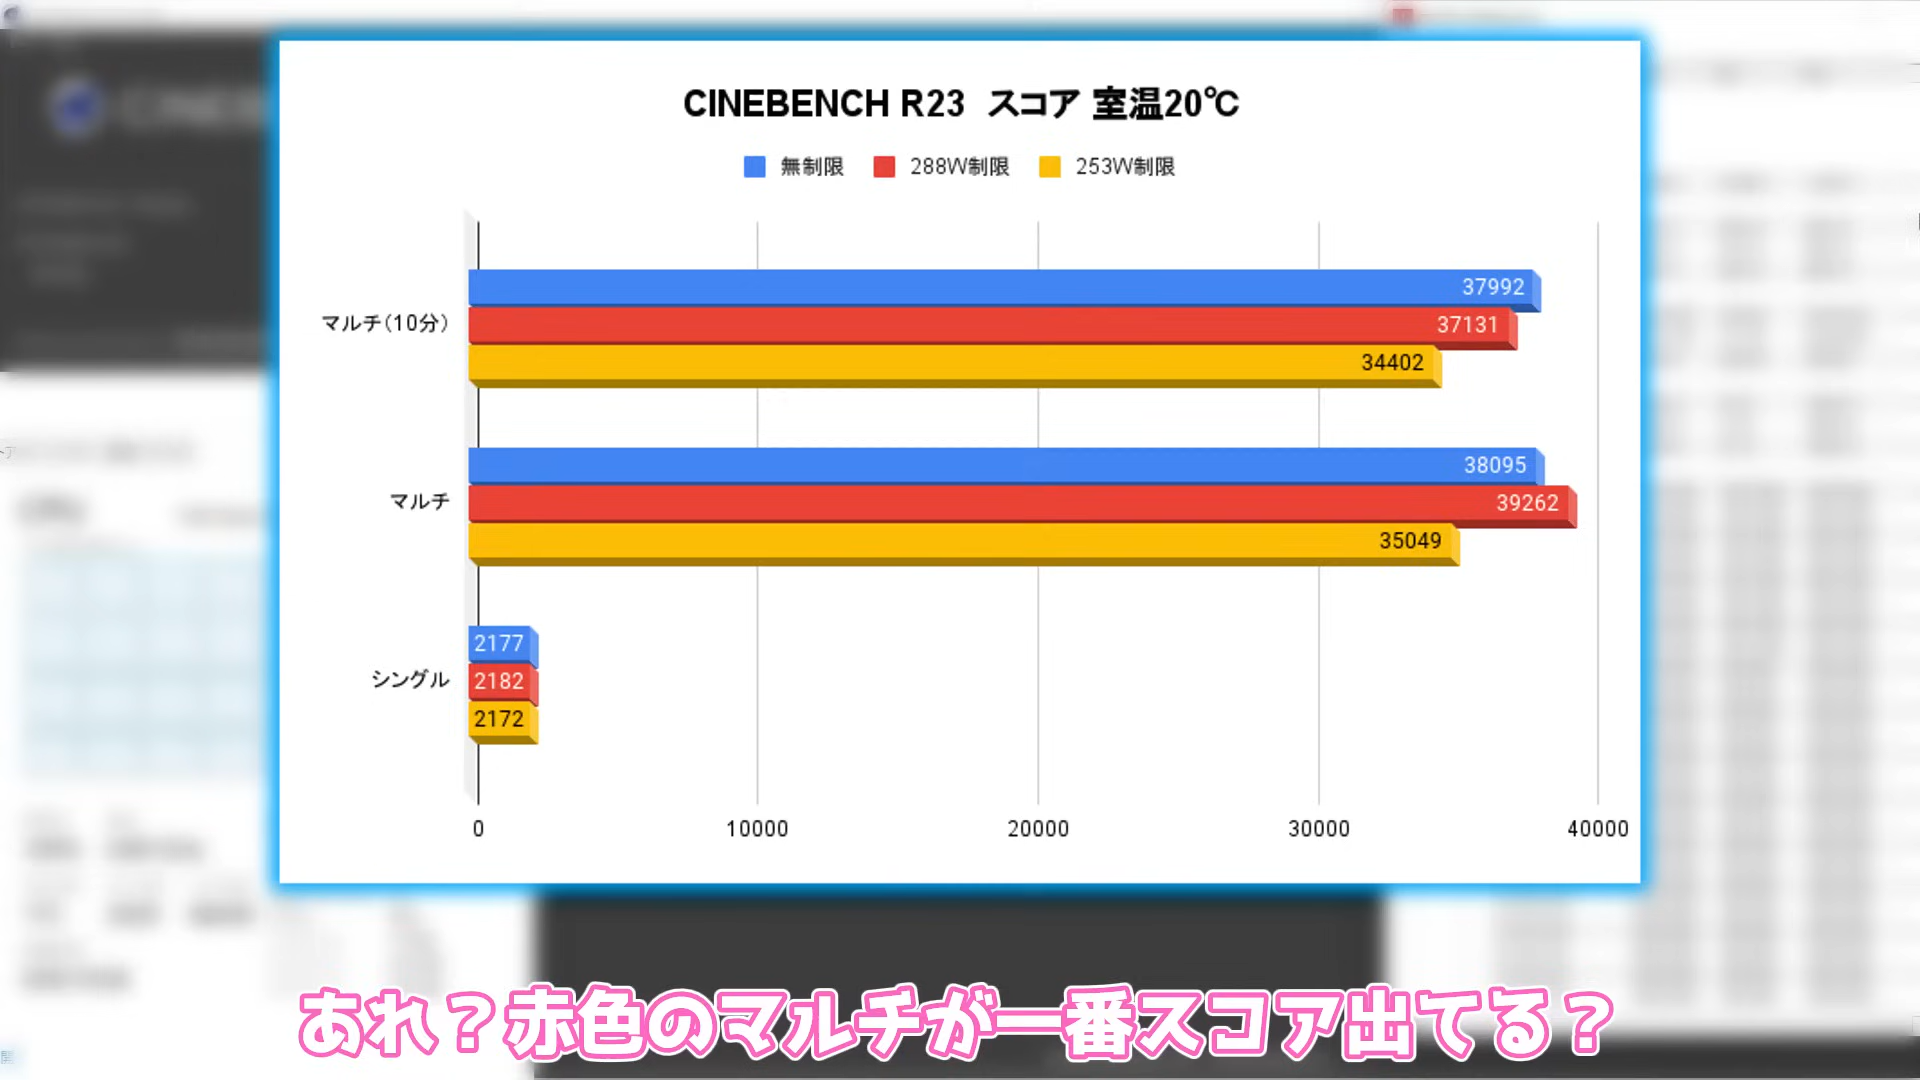 CINEBENCH R23 スコア 室温20℃
無制限 288W制限 253W制限
マルチ(10分)
37992
37131
34402
マルチ
38095
39262
35049
シングル
2177
2182
2172
0 10000 20000 30000 40000
あれ？赤色のマルチが一番スコア出てる？